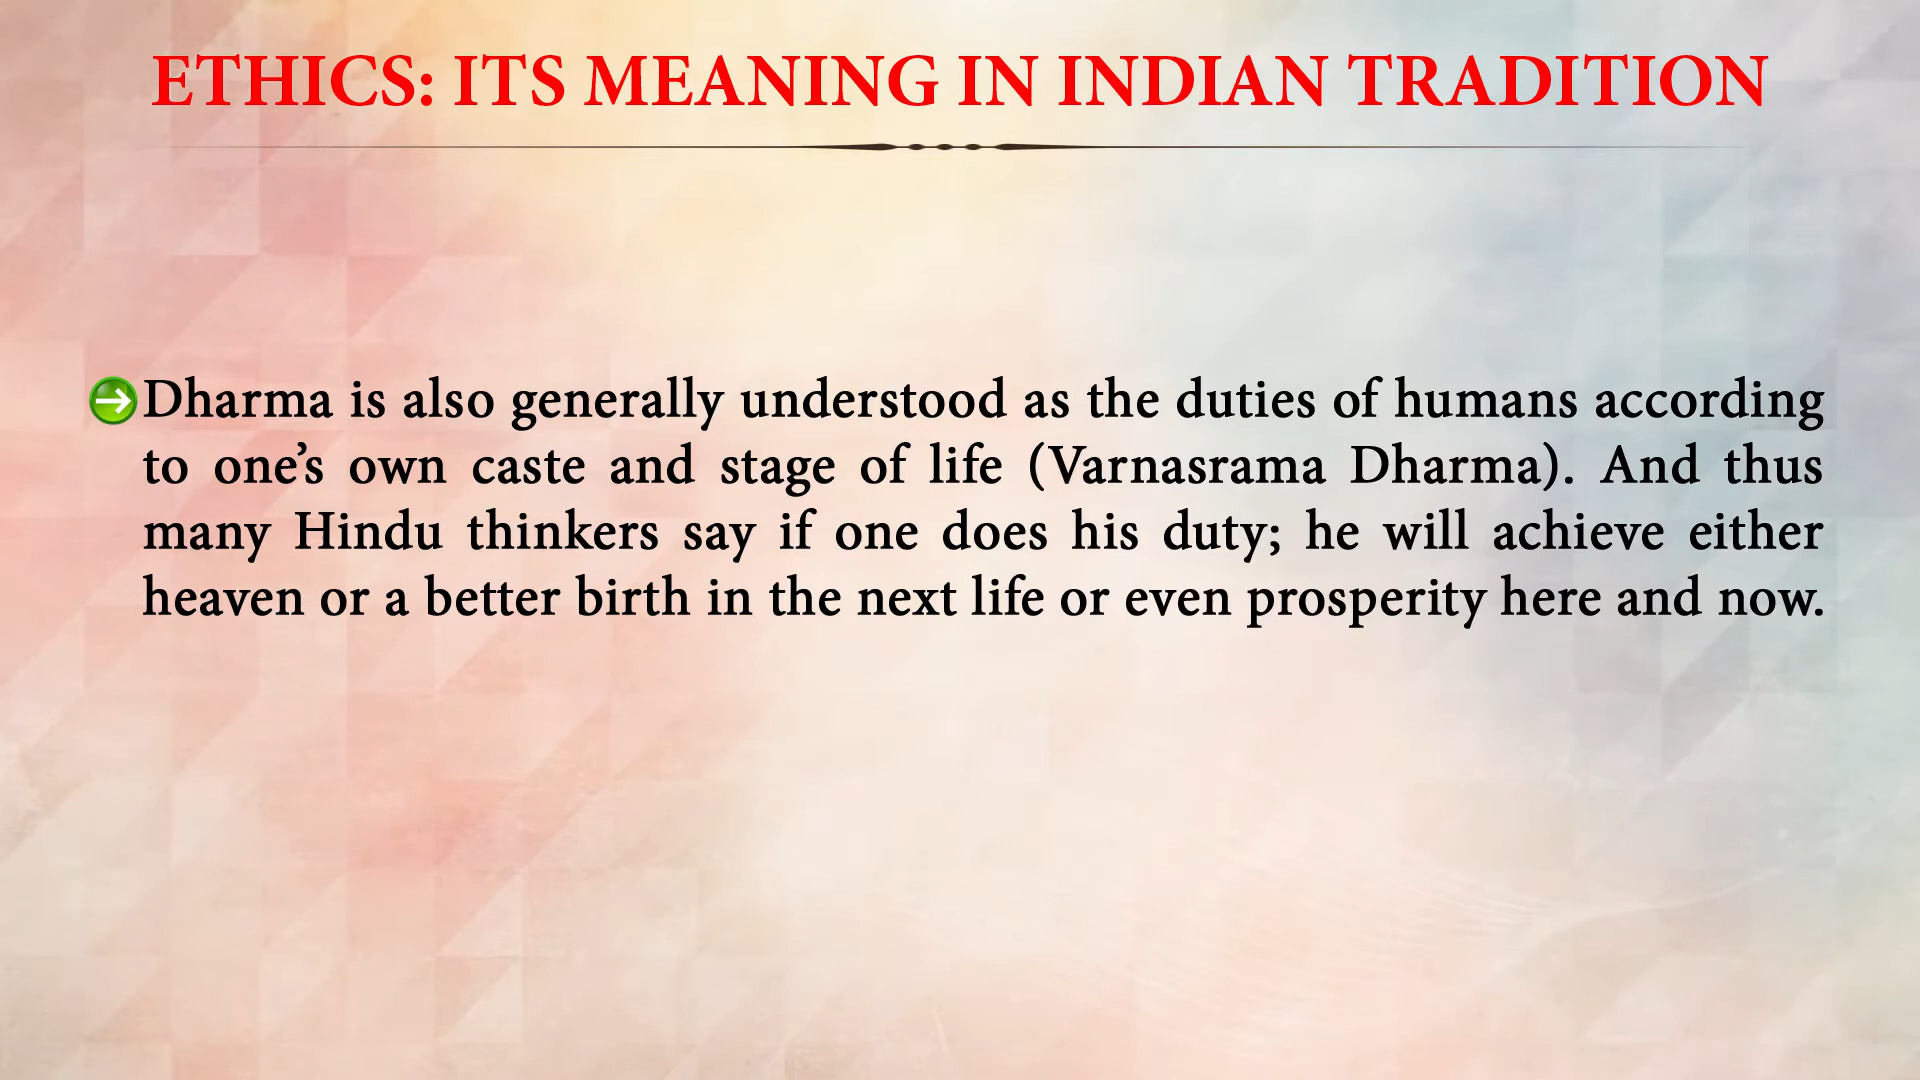 ETHICS: ITS MEANING IN INDIAN TRADITION
Dharma is also generally understood as the duties of humans according
to one’s own caste and stage of life (Varnasrama Dharma). And thus
many Hindu thinkers say if one does his duty; he will achieve either
heaven or a better birth in the next life or even prosperity here and now.